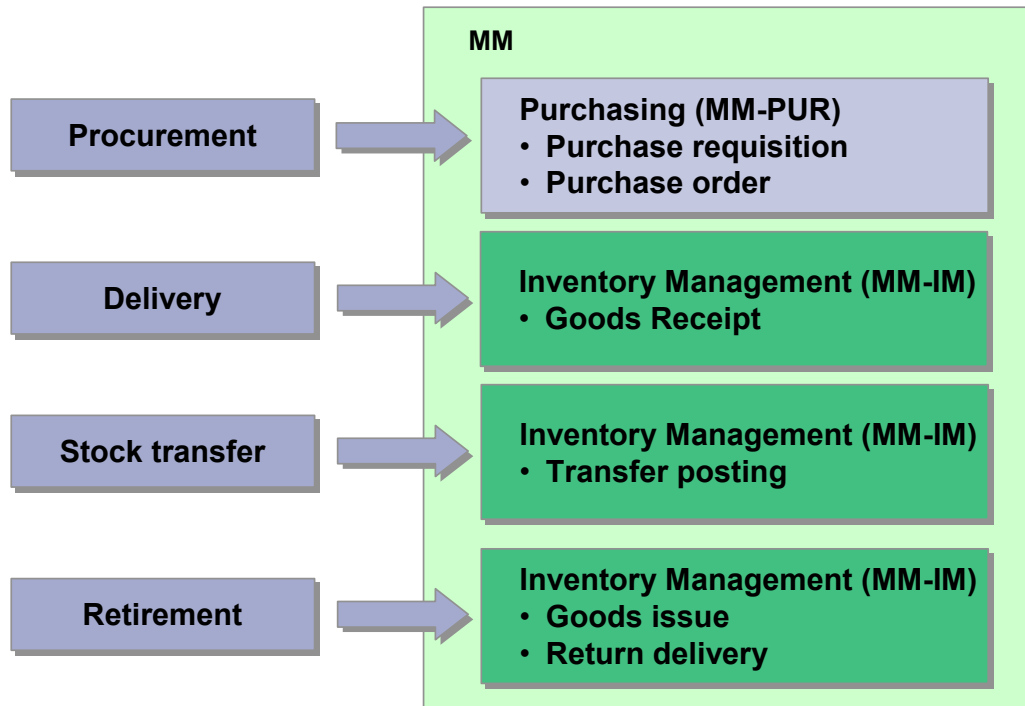 MM
Procurement
Purchasing (MM-PUR)
• Purchase requisition
• Purchase order
Delivery
Inventory Management (MM-IM)
• Goods Receipt
Stock transfer
Inventory Management (MM-IM)
• Transfer posting
Retirement
Inventory Management (MM-IM)
• Goods issue
• Return delivery